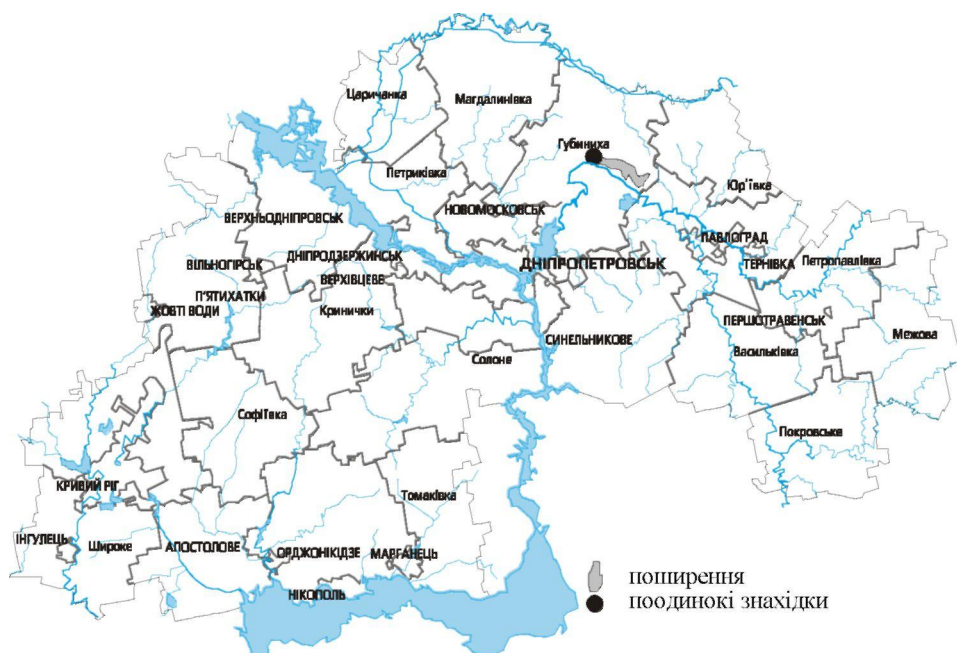 Царичанка
Магдалинівка
Губиниха
Петриківка
Юр'ївка
НОВОМОСКОВСЬК
ВЕРХНЬОДНІПРОВСЬК
ПАВЛОГРАД
ДНІПРОДЗЕРЖИНСЬК
ДНІПРОПЕТРОВСЬК
ТЕРНІВКА
Петропавлівка
ВІЛЬНОГІРСЬК
ВЕРХІВЦЕВЕ
П'ЯТИХАТКИ
ЖОВТІ ВОДИ
Кринички
ПЕРШОТРАВЕНСЬК
СИНЕЛЬНИКОВЕ
Межова
Васильківка
Солоне
Софіївка
Покровське
КРИВИЙ РІГ
Томаківка
ІНГУЛЕЦЬ
Широке
АПОСТОЛОВЕ
ОРДЖОНІКІДЗЕ
МАРГАНЕЦЬ
НІКОПОЛЬ
поширення
поодинокі знахідки